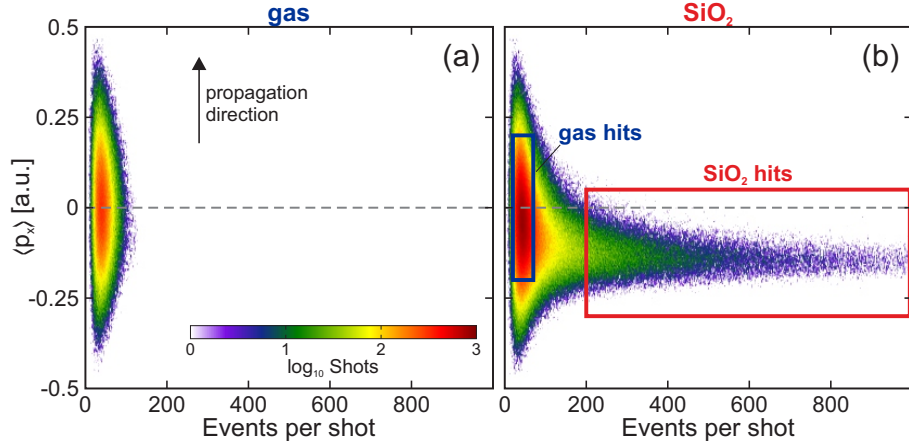 gas
SiO₂
(a)
(b)
propagation
direction
gas hits
SiO₂ hits
⟨pₓ⟩ [a.u.]
0.5
0.25
0
-0.25
-0.5
0 1 2 3
log₁₀ Shots
0 200 400 600 800
0 200 400 600 800
Events per shot
Events per shot